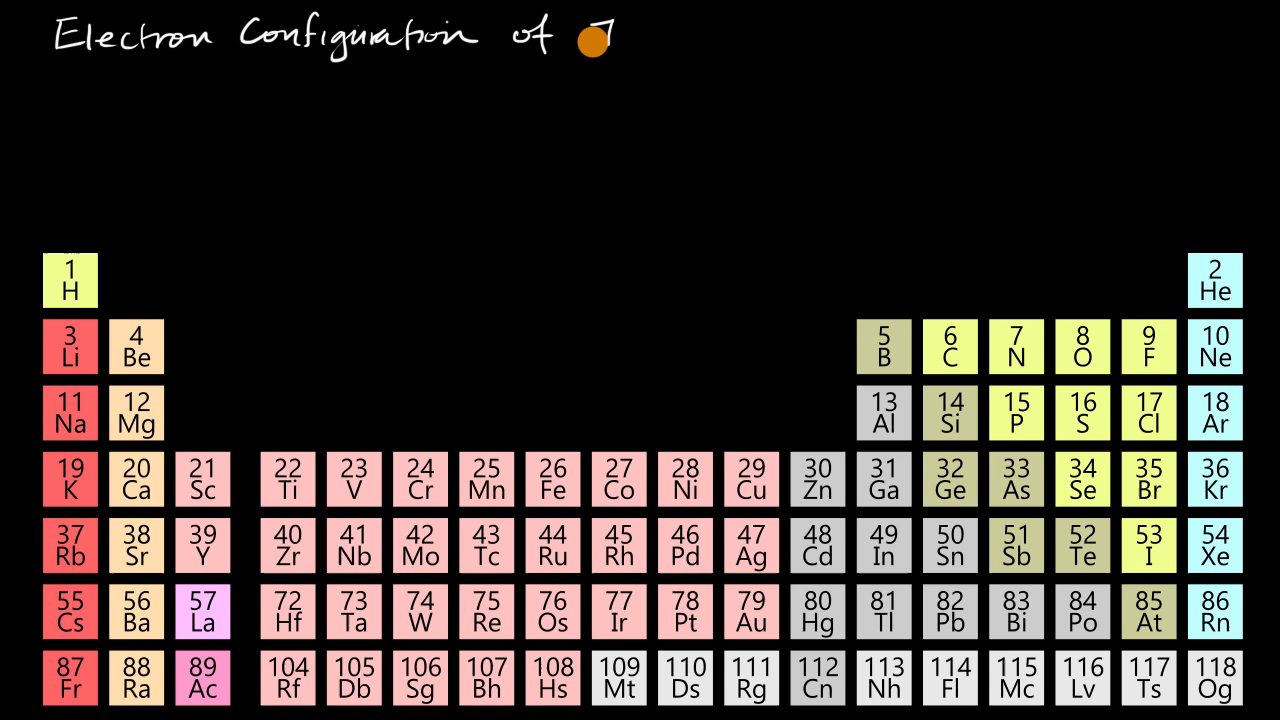 Electron Configuration of
1 2
H He
3 4 5 6 7 8 9 10
Li Be B C N O F Ne
11 12 13 14 15 16 17 18
Na Mg Al Si P S Cl Ar
19 20 21 22 23 24 25 26 27 28 29 30 31 32 33 34 35 36
K Ca Sc Ti V Cr Mn Fe Co Ni Cu Zn Ga Ge As Se Br Kr
37 38 39 40 41 42 43 44 45 46 47 48 49 50 51 52 53 54
Rb Sr Y Zr Nb Mo Tc Ru Rh Pd Ag Cd In Sn Sb Te I Xe
55 56 57 72 73 74 75 76 77 78 79 80 81 82 83 84 85 86
Cs Ba La Hf Ta W Re Os Ir Pt Au Hg Tl Pb Bi Po At Rn
87 88 89 104 105 106 107 108 109 110 111 112 113 114 115 116 117 118
Fr Ra Ac Rf Db Sg Bh Hs Mt Ds Rg Cn Nh Fl Mc Lv Ts Og